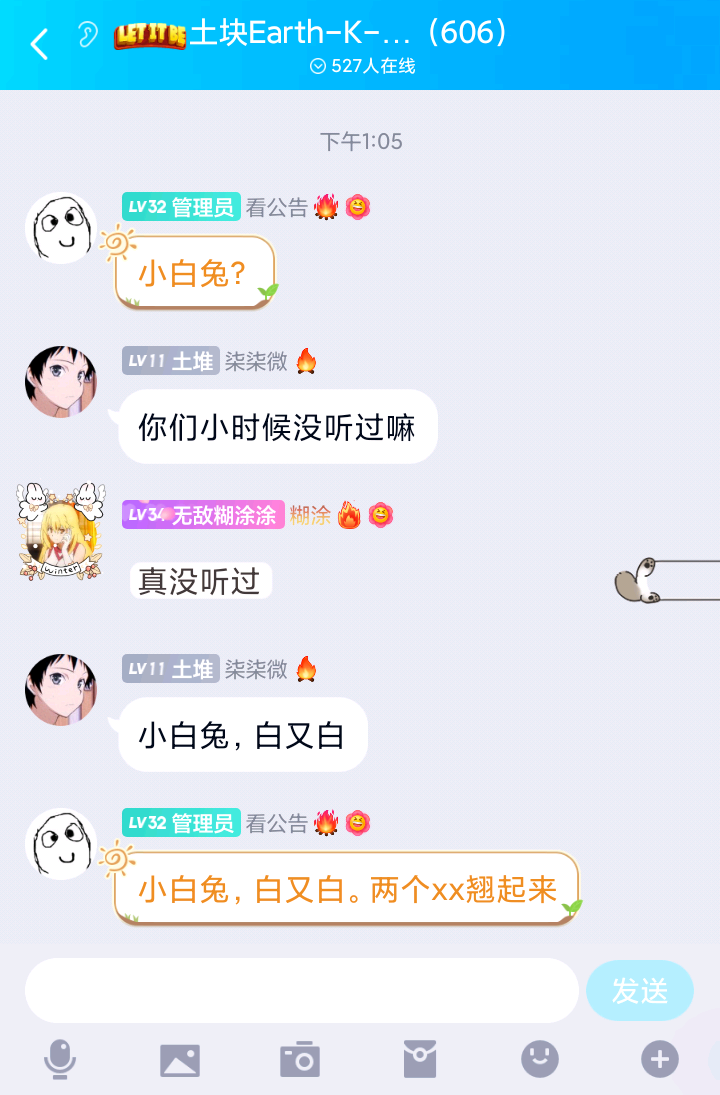 LET IT BE 土块Earth-K-...（606）
527人在线
下午1:05
LV32 管理员 看公告
小白兔?
LV11 土堆 柒柒微
你们小时候没听过嘛
LV34 无敌糊涂涂 糊涂
winter
真没听过
LV11 土堆 柒柒微
小白兔，白又白
LV32 管理员 看公告
小白兔，白又白。两个xx翘起来
发送